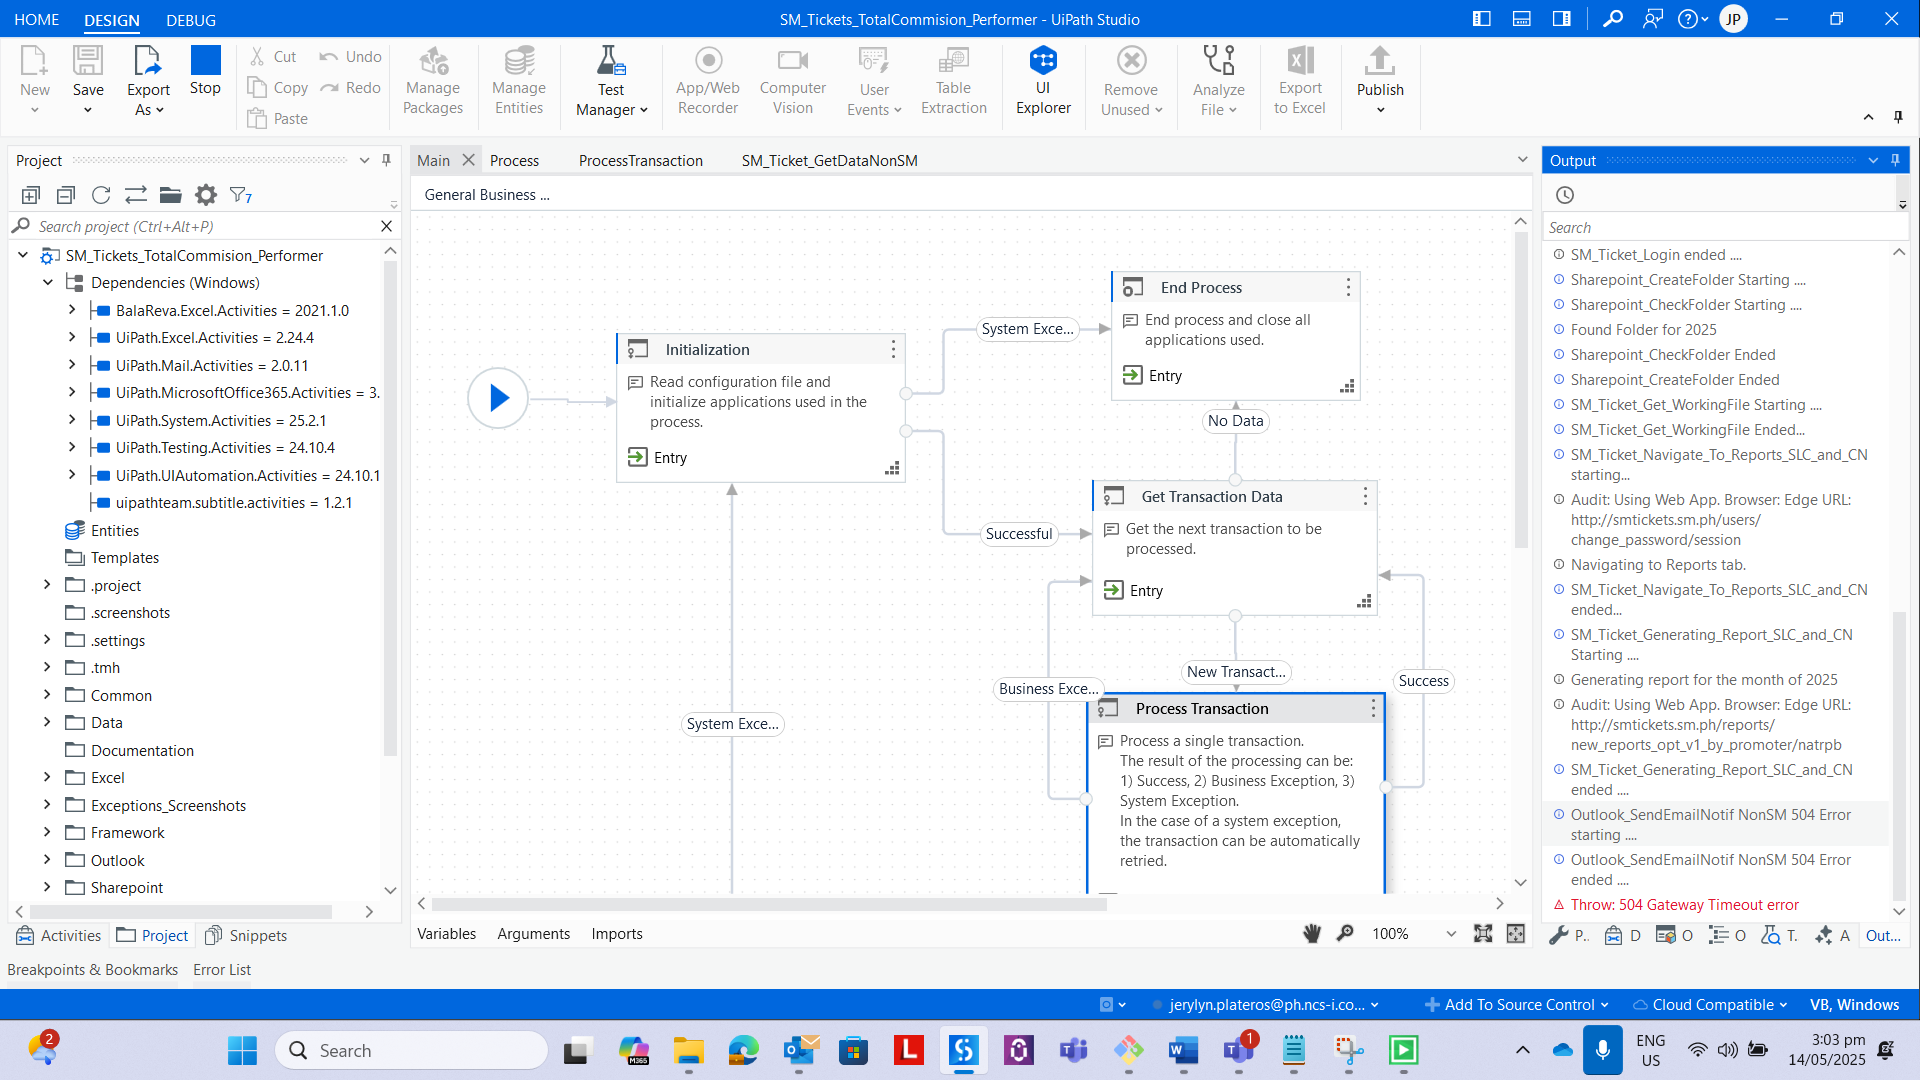 HOME
DESIGN
DEBUG
SM_Tickets_TotalCommision_Performer - UiPath Studio
JP
New
Save
Export
As
Stop
Cut
Copy
Paste
Undo
Redo
Manage
Packages
Manage
Entities
Test
Manager
App/Web
Recorder
Computer
Vision
User
Events
Table
Extraction
UI
Explorer
Remove
Unused
Analyze
File
Export
to Excel
Publish
Project
7
Search project (Ctrl+Alt+P)
SM_Tickets_TotalCommision_Performer
Dependencies (Windows)
BalaReva.Excel.Activities = 2021.1.0
UiPath.Excel.Activities = 2.24.4
UiPath.Mail.Activities = 2.0.11
UiPath.MicrosoftOffice365.Activities = 3.
UiPath.System.Activities = 25.2.1
UiPath.Testing.Activities = 24.10.4
UiPath.UIAutomation.Activities = 24.10.1
uipathteam.subtitle.activities = 1.2.1
Entities
Templates
.project
.screenshots
.settings
.tmh
Common
Data
Documentation
Excel
Exceptions_Screenshots
Framework
Outlook
Sharepoint
Activities
Project
Snippets
Breakpoints & Bookmarks
Error List
Main
Process
ProcessTransaction
SM_Ticket_GetDataNonSM
General Business ...
Initialization
Read configuration file and
initialize applications used in the
process.
Entry
System Exce...
End Process
End process and close all
applications used.
Entry
No Data
Get Transaction Data
Get the next transaction to be
processed.
Entry
Successful
New Transact...
Business Exce...
Success
System Exce...
Process Transaction
Process a single transaction.
The result of the processing can be:
1) Success, 2) Business Exception, 3)
System Exception.
In the case of a system exception,
the transaction can be automatically
retried.
Variables
Arguments
Imports
100%
Output
Search
SM_Ticket_Login ended ....
Sharepoint_CreateFolder Starting ....
Sharepoint_CheckFolder Starting ....
Found Folder for 2025
Sharepoint_CheckFolder Ended
Sharepoint_CreateFolder Ended
SM_Ticket_Get_WorkingFile Starting ....
SM_Ticket_Get_WorkingFile Ended...
SM_Ticket_Navigate_To_Reports_SLC_and_CN
starting...
Audit: Using Web App. Browser: Edge URL:
http://smtickets.sm.ph/users/
change_password/session
Navigating to Reports tab.
SM_Ticket_Navigate_To_Reports_SLC_and_CN
ended...
SM_Ticket_Generating_Report_SLC_and_CN
Starting ....
Generating report for the month of 2025
Audit: Using Web App. Browser: Edge URL:
http://smtickets.sm.ph/reports/
new_reports_opt_v1_by_promoter/natrpb
SM_Ticket_Generating_Report_SLC_and_CN
ended ....
Outlook_SendEmailNotif NonSM 504 Error
starting ....
Outlook_SendEmailNotif NonSM 504 Error
ended ....
Throw: 504 Gateway Timeout error
P..
D
O
O
T.
A
Out...
jerylyn.plateros@ph.ncs-i.co...
Add To Source Control
Cloud Compatible
VB, Windows
2
Search
M365
L
1
ENG
US
3:03 pm
14/05/2025